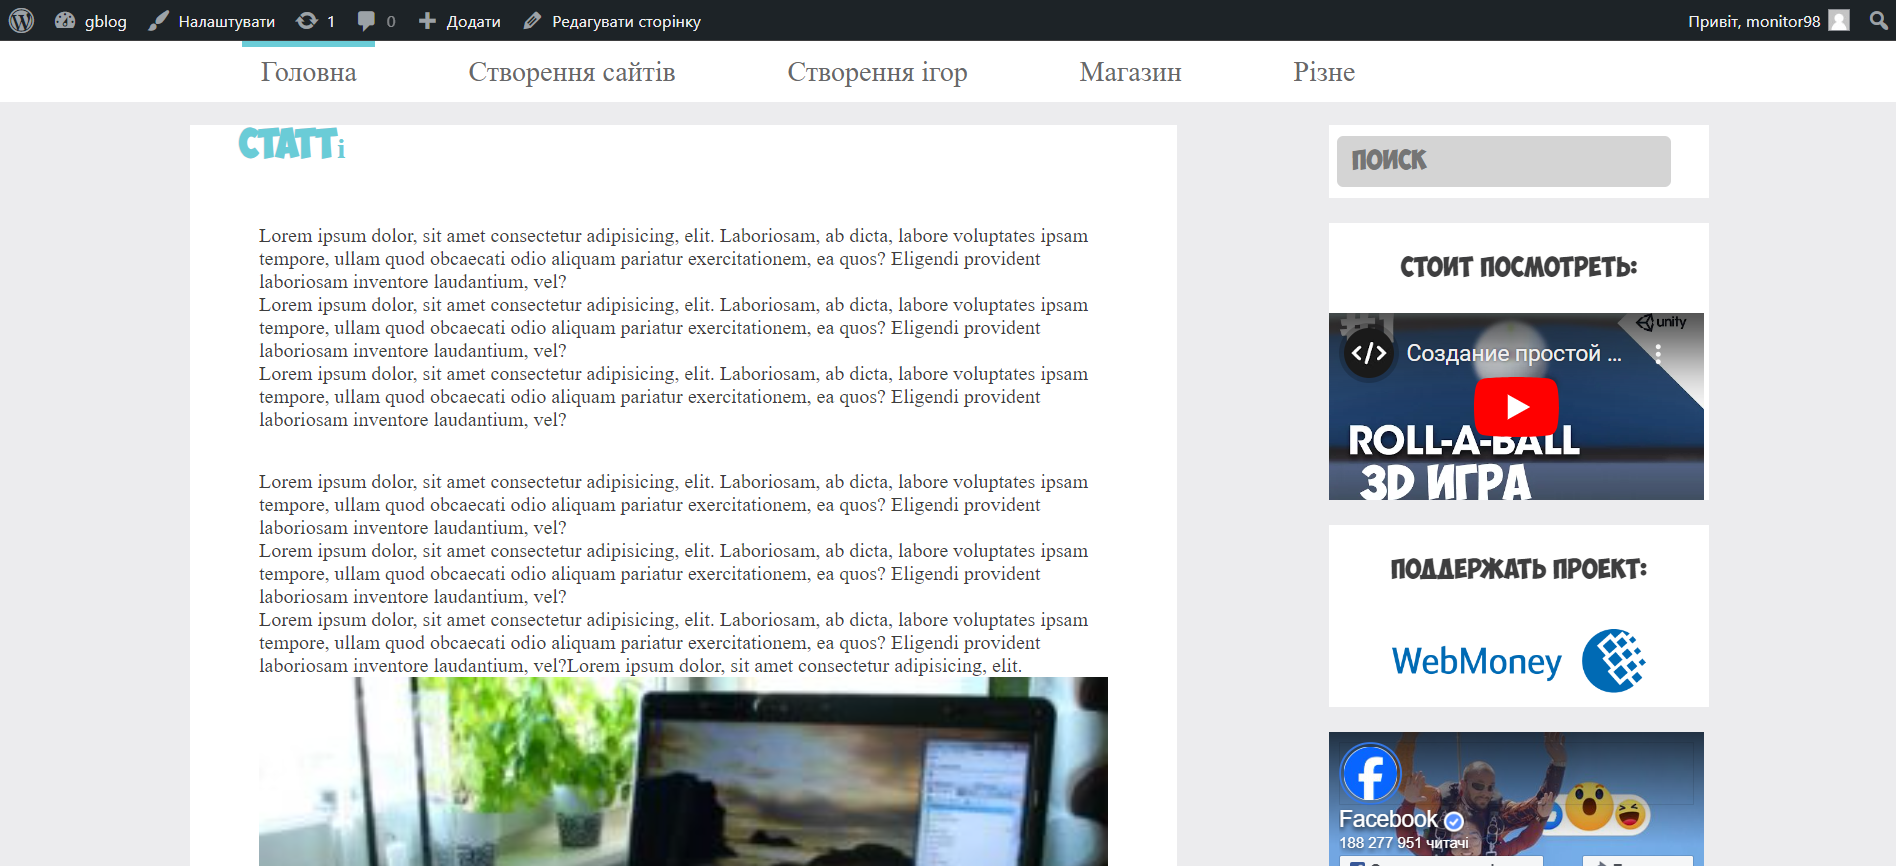 gblog Налаштувати 1 0 Додати Редагувати сторінку Привіт, monitor98
Головна Створення сайтів Створення ігор Магазин Різне
СТАТТі
Lorem ipsum dolor, sit amet consectetur adipisicing, elit. Laboriosam, ab dicta, labore voluptates ipsam
tempore, ullam quod obcaecati odio aliquam pariatur exercitationem, ea quos? Eligendi provident
laboriosam inventore laudantium, vel?
Lorem ipsum dolor, sit amet consectetur adipisicing, elit. Laboriosam, ab dicta, labore voluptates ipsam
tempore, ullam quod obcaecati odio aliquam pariatur exercitationem, ea quos? Eligendi provident
laboriosam inventore laudantium, vel?
Lorem ipsum dolor, sit amet consectetur adipisicing, elit. Laboriosam, ab dicta, labore voluptates ipsam
tempore, ullam quod obcaecati odio aliquam pariatur exercitationem, ea quos? Eligendi provident
laboriosam inventore laudantium, vel?
Lorem ipsum dolor, sit amet consectetur adipisicing, elit. Laboriosam, ab dicta, labore voluptates ipsam
tempore, ullam quod obcaecati odio aliquam pariatur exercitationem, ea quos? Eligendi provident
laboriosam inventore laudantium, vel?
Lorem ipsum dolor, sit amet consectetur adipisicing, elit. Laboriosam, ab dicta, labore voluptates ipsam
tempore, ullam quod obcaecati odio aliquam pariatur exercitationem, ea quos? Eligendi provident
laboriosam inventore laudantium, vel?
Lorem ipsum dolor, sit amet consectetur adipisicing, elit. Laboriosam, ab dicta, labore voluptates ipsam
tempore, ullam quod obcaecati odio aliquam pariatur exercitationem, ea quos? Eligendi provident
laboriosam inventore laudantium, vel?Lorem ipsum dolor, sit amet consectetur adipisicing, elit.
ПОИСК
СТОИТ ПОСМОТРЕТЬ:
#1 unity
</> Создание простой ...
ROLL-A-BALL
3D ИГРА
ПОДДЕРЖАТЬ ПРОЕКТ:
WebMoney
Facebook
188 277 951 читачі